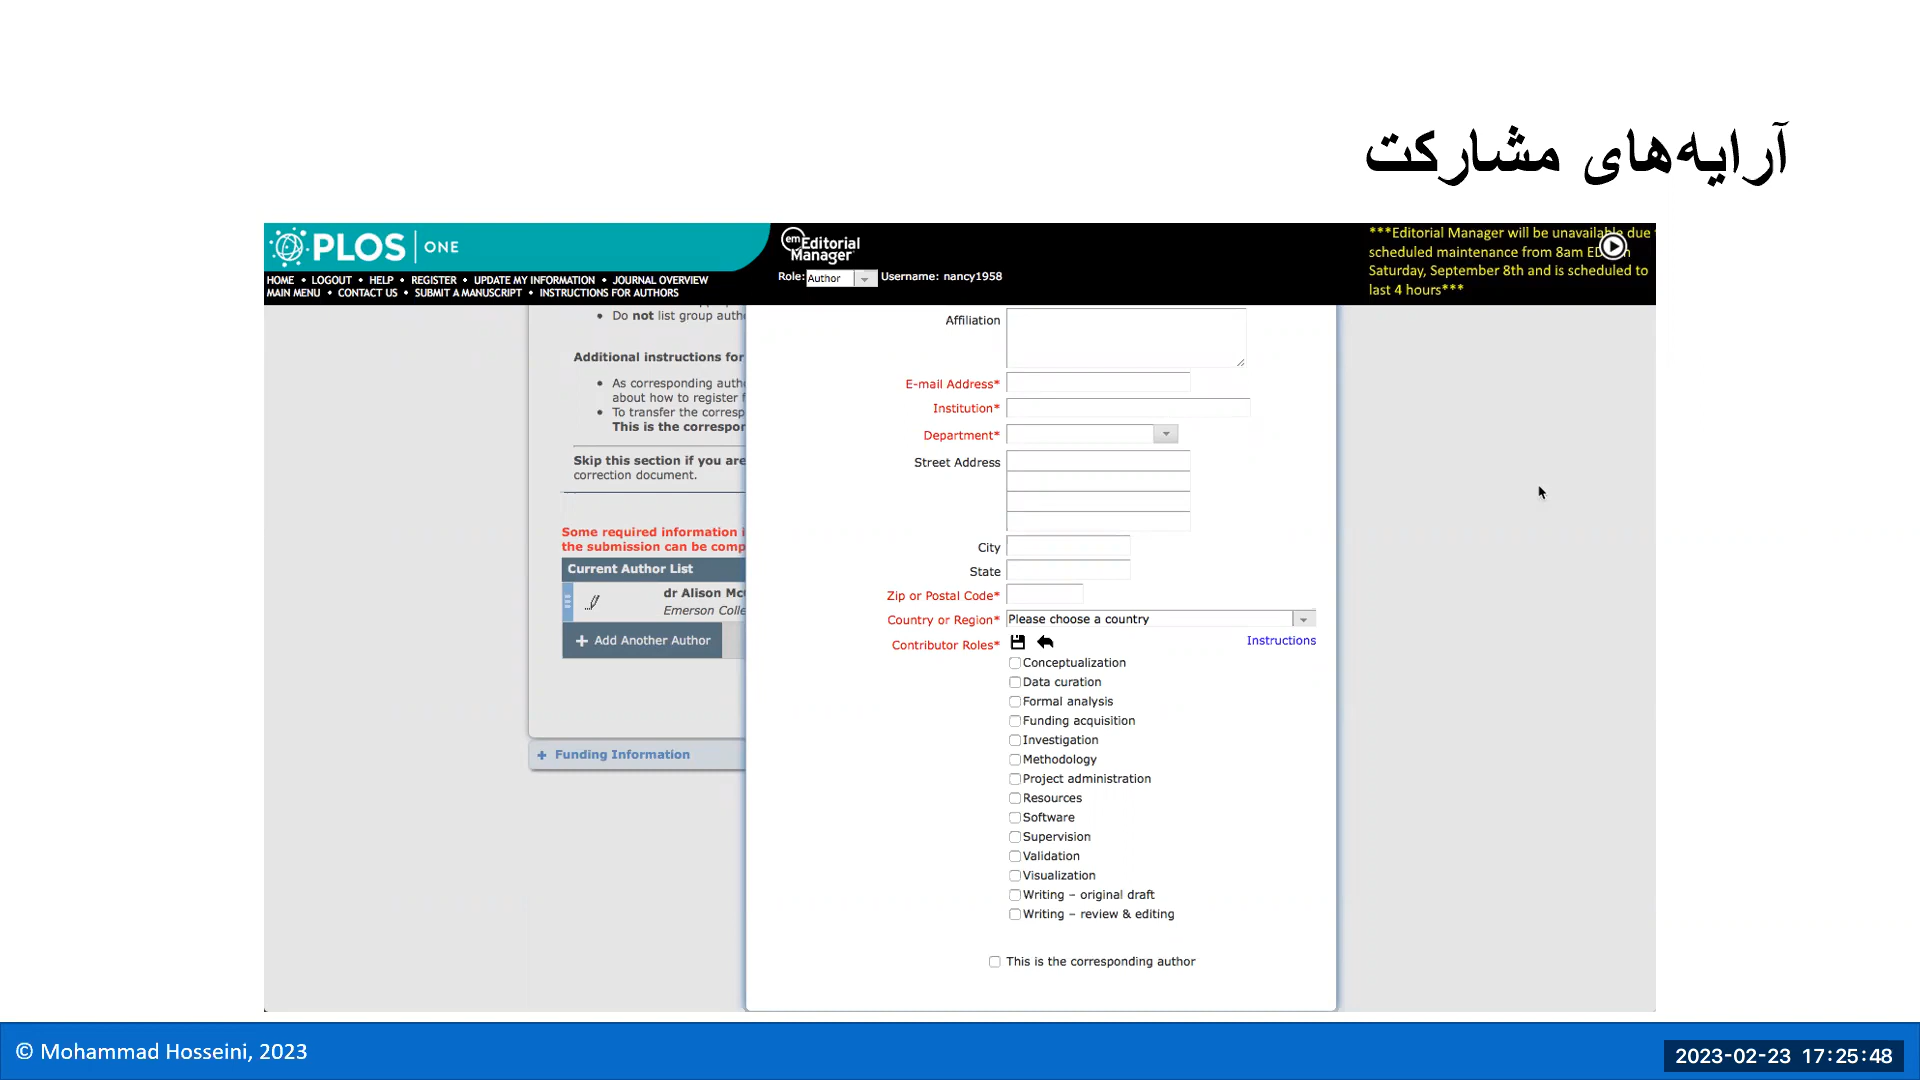 آرایه‌های مشارکت
PLOS ONE
HOME • LOGOUT • HELP • REGISTER • UPDATE MY INFORMATION • JOURNAL OVERVIEW
MAIN MENU • CONTACT US • SUBMIT A MANUSCRIPT • INSTRUCTIONS FOR AUTHORS
em Editorial
Manager
Role: Author Username: nancy1958
***Editorial Manager will be unavailable due
scheduled maintenance from 8am
Saturday, September 8th and is scheduled to
last 4 hours***
• Do not list group
Additional instructions for
• As corresponding
about how to register
• To transfer the
This is the
Skip this section if you are
correction document.
Some required information
the submission can be
Current Author List
dr Alison
Emerson
+ Add Another Author
+ Funding Information
Affiliation
E-mail Address*
Institution*
Department*
Street Address
City
State
Zip or Postal Code*
Country or Region* Please choose a country
Contributor Roles* Instructions
Conceptualization
Data curation
Formal analysis
Funding acquisition
Investigation
Methodology
Project administration
Resources
Software
Supervision
Validation
Visualization
Writing – original draft
Writing – review & editing
This is the corresponding author
© Mohammad Hosseini, 2023
2023-02-23 17:25:48